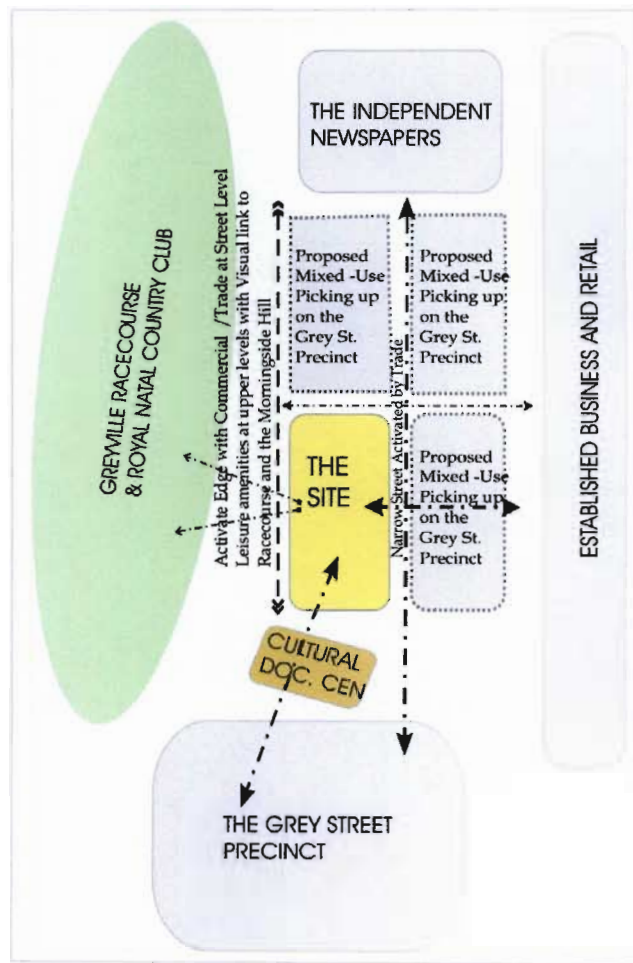 THE INDEPENDENT
NEWSPAPERS
GREYVILLE RACECOURSE
& ROYAL NATAL COUNTRY CLUB
Activate Edge with Commercial /Trade at Street Level
Leisure amenities at upper levels with Visual link to
Racecourse and the Morningside Hill
Proposed
Mixed -Use
Picking up
on the
Grey St.
Precinct
Proposed
Mixed -Use
Picking up
on the
Grey St.
Precinct
Narrow Street Activated by Trade
THE
SITE
Proposed
Mixed -Use
Picking up
on the
Grey St.
Precinct
ESTABLISHED BUSINESS AND RETAIL
CULTURAL
DOC. CEN
THE GREY STREET
PRECINCT